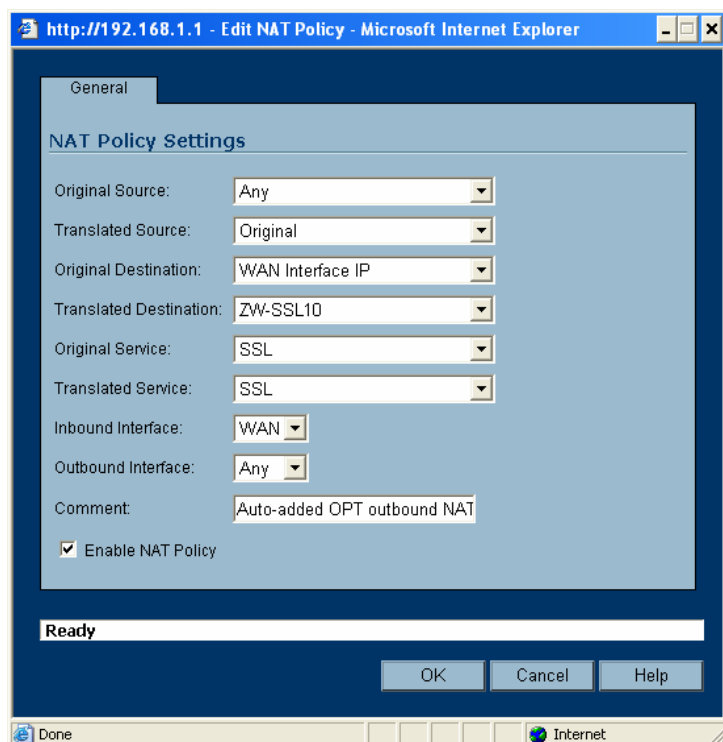 http://192.168.1.1 - Edit NAT Policy - Microsoft Internet Explorer
General
NAT Policy Settings
Original Source: Any
Translated Source: Original
Original Destination: WAN Interface IP
Translated Destination: ZW-SSL10
Original Service: SSL
Translated Service: SSL
Inbound Interface: WAN
Outbound Interface: Any
Comment: Auto-added OPT outbound NAT
Enable NAT Policy
Ready
OK Cancel Help
Done Internet